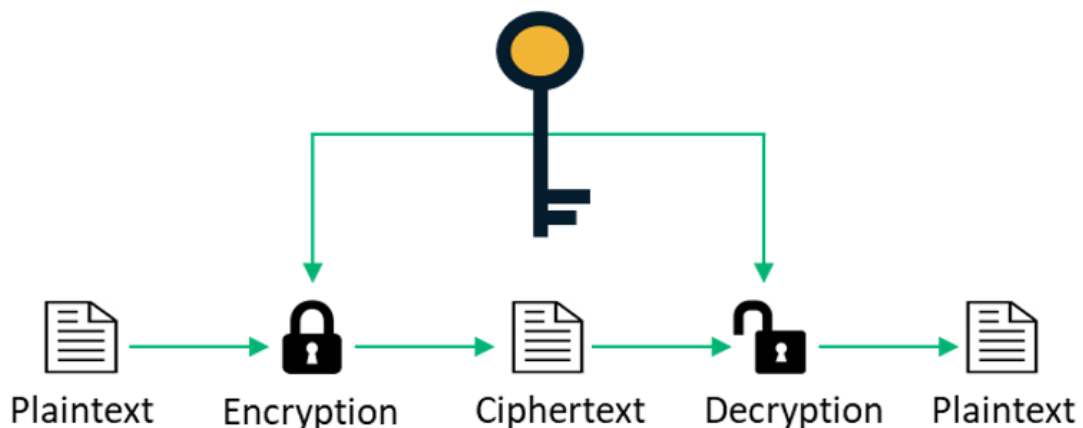 Plaintext
Encryption
Ciphertext
Decryption
Plaintext